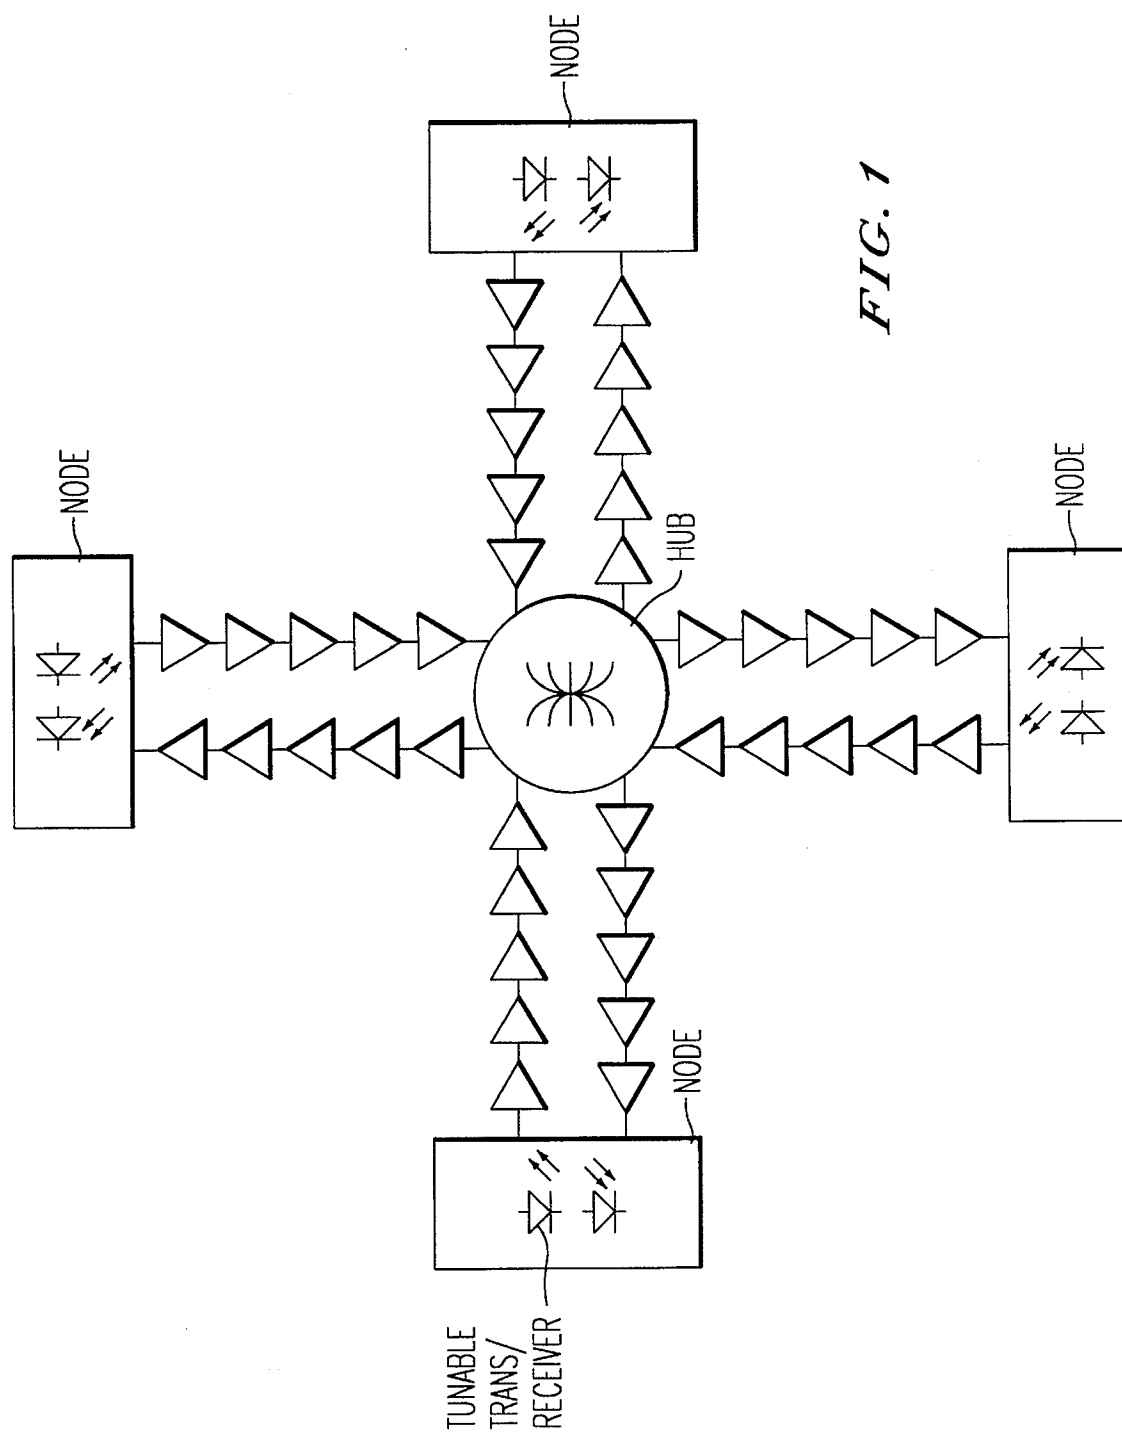 NODE
NODE
HUB
NODE
NODE
TUNABLE
TRANS/
RECEIVER
FIG. 1